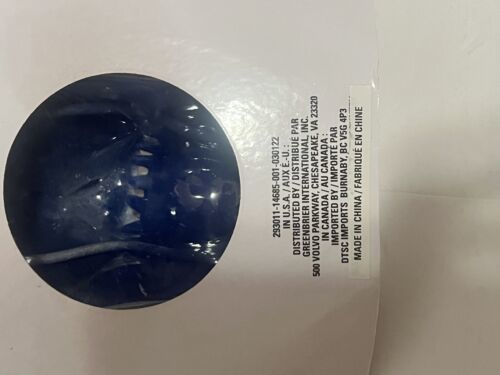 293011-14685-001-030122
IN U.S.A. / AUX É.-U. :
DISTRIBUTED BY / DISTRIBUÉ PAR
GREENBRIER INTERNATIONAL, INC.
500 VOLVO PARKWAY, CHESAPEAKE, VA 23320
IN CANADA / AU CANADA :
IMPORTED BY / IMPORTÉ PAR
DTSC IMPORTS BURNABY, BC V5G 4P3
MADE IN CHINA / FABRIQUÉ EN CHINE